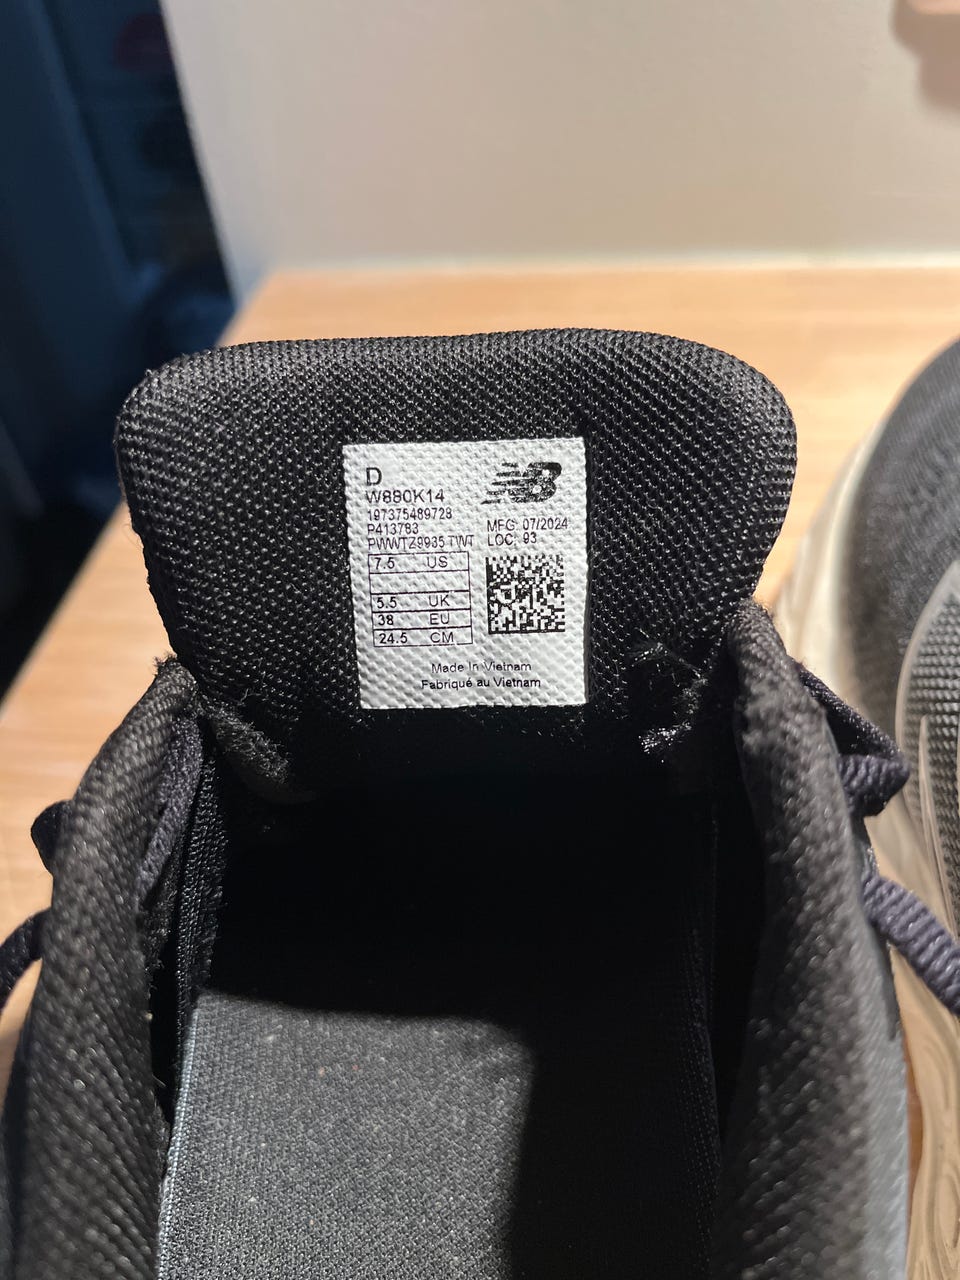 D
NB
W880K14
197375489728
P413783
MFG: 07/2024
PWWTZ9935 TWT
LOC: 93
7.5 US
5.5 UK
38 EU
24.5 CM
Made In Vietnam
Fabriqué au Vietnam